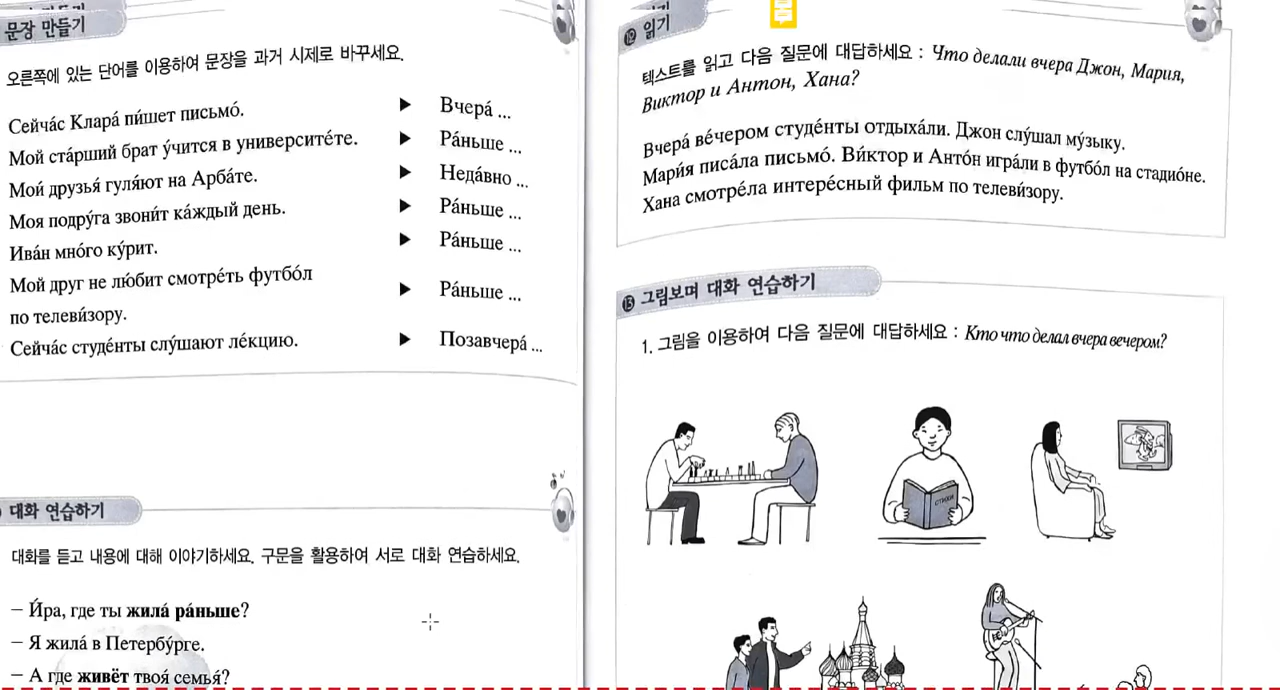 문장 만들기
오른쪽에 있는 단어를 이용하여 문장을 과거 시제로 바꾸세요.
Сейча́с Клара́ пи́шет письмо́. ▶ Вчера́ ...
Мой ста́рший брат у́чится в университе́те. ▶ Ра́ньше ...
Мои́ друзья́ гуля́ют на Арба́те. ▶ Неда́вно ...
Моя́ подру́га звони́т ка́ждый день. ▶ Ра́ньше ...
Ива́н мно́го ку́рит. ▶ Ра́ньше ...
Мой друг не лю́бит смотре́ть футбо́л
по телеви́зору. ▶ Ра́ньше ...
Сейча́с студе́нты слу́шают ле́кцию. ▶ Позавчера́ ...
대화 연습하기
대화를 듣고 내용에 대해 이야기하세요. 구문을 활용하여 서로 대화 연습하세요.
– И́ра, где ты жила́ ра́ньше?
– Я жила́ в Петербу́рге.
– А где живёт твоя́ семья́?
⑫ 읽기
텍스트를 읽고 다음 질문에 대답하세요 : Что делали вчера Джон, Мария,
Виктор и Антон, Хана?
Вчера́ ве́чером студе́нты отдыха́ли. Джон слу́шал му́зыку.
Мари́я писа́ла письмо́. Ви́ктор и Анто́н игра́ли в футбо́л на стадио́не.
Хана смотре́ла интере́сный фильм по телеви́зору.
⑬ 그림보며 대화 연습하기
1. 그림을 이용하여 다음 질문에 대답하세요 : Кто что делал вчера вечером?
СТИХИ